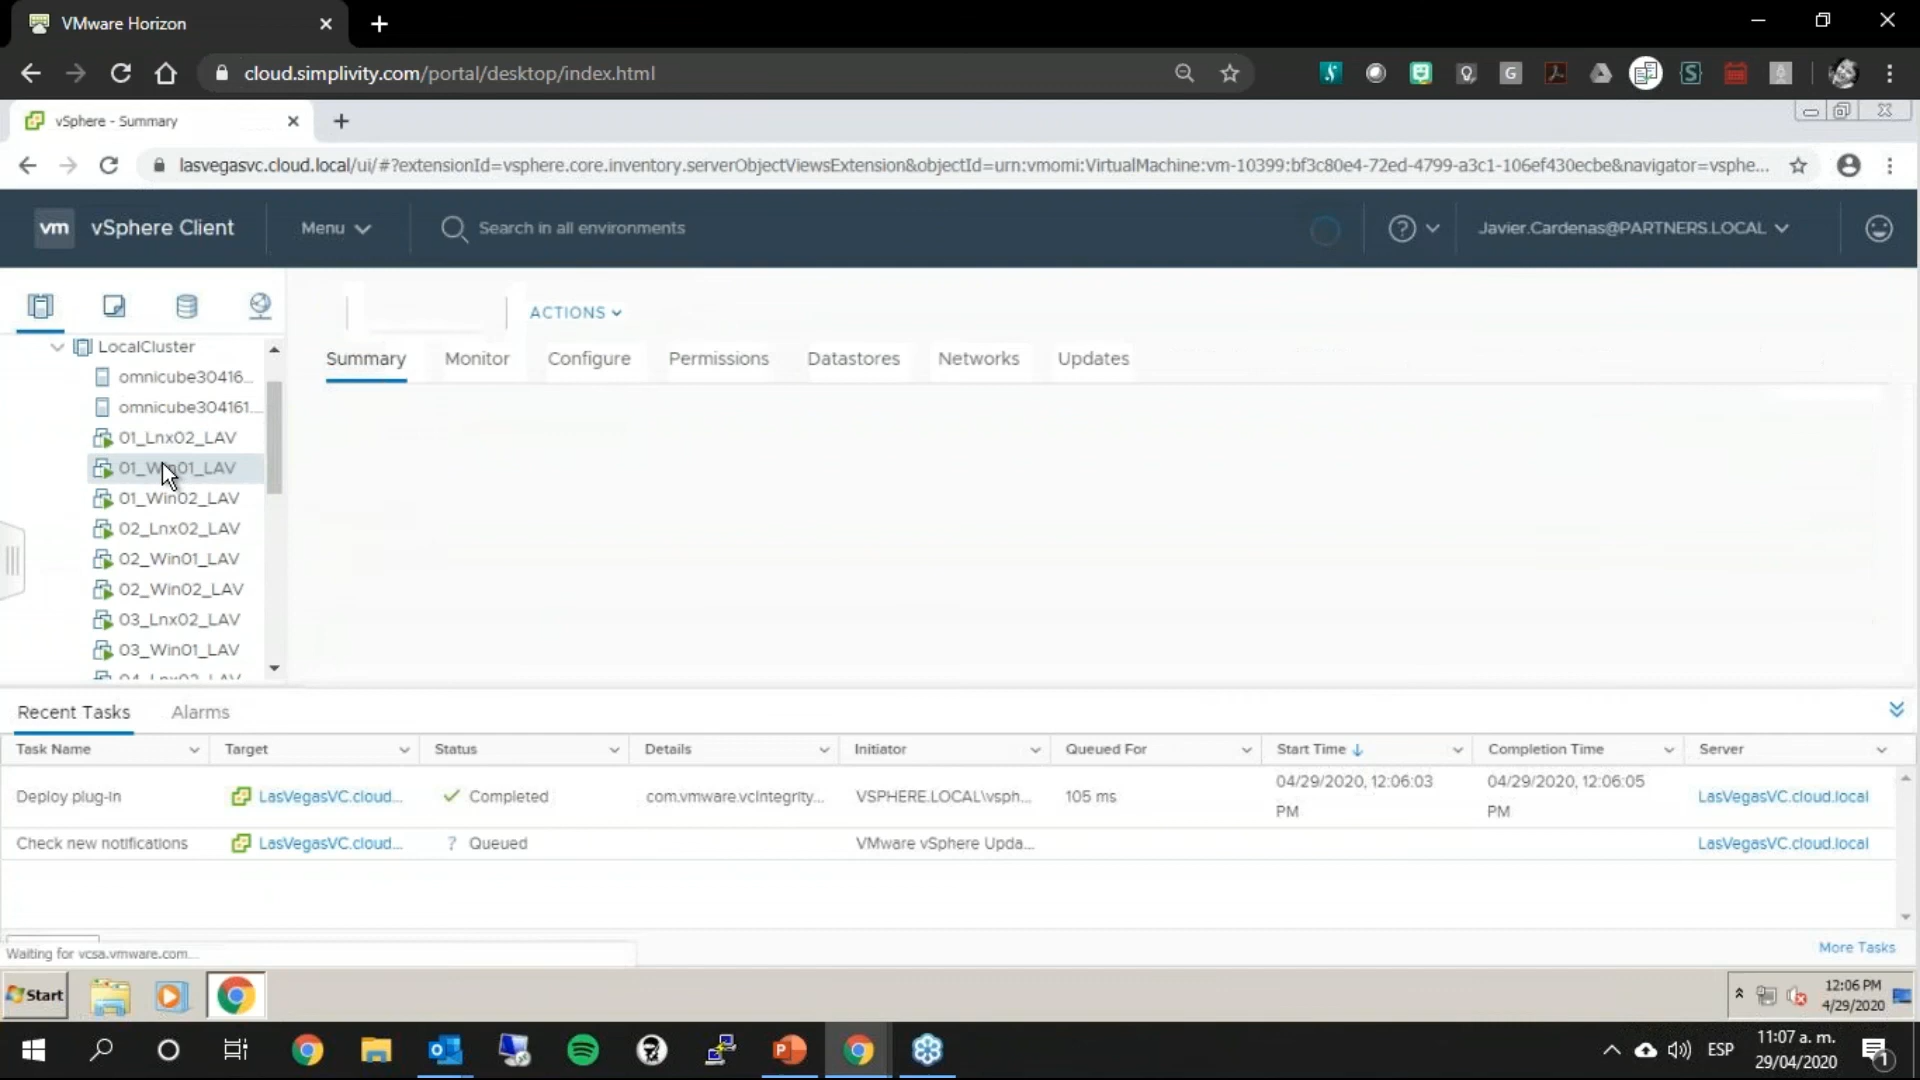 VMware Horizon
cloud.simplivity.com/portal/desktop/index.html
vSphere - Summary
lasvegasvc.cloud.local/ui/#?extensionId=vsphere.core.inventory.serverObjectViewsExtension&objectId=urn:vmomi:VirtualMachine:vm-10399:bf3c80e4-72ed-4799-a3c1-106ef430ecbe&navigator=vsphe...
vm vSphere Client Menu Search in all environments Javier.Cardenas@PARTNERS.LOCAL
ACTIONS
Summary Monitor Configure Permissions Datastores Networks Updates
LocalCluster
omnicube30416...
omnicube304161...
01_Lnx02_LAV
01_Win01_LAV
01_Win02_LAV
02_Lnx02_LAV
02_Win01_LAV
02_Win02_LAV
03_Lnx02_LAV
03_Win01_LAV
Recent Tasks Alarms
Task Name Target Status Details Initiator Queued For Start Time Completion Time Server
Deploy plug-in LasVegasVC.cloud... Completed com.vmware.vcIntegrity... VSPHERE.LOCAL\vsph... 105 ms 04/29/2020, 12:06:03 PM 04/29/2020, 12:06:05 PM LasVegasVC.cloud.local
Check new notifications LasVegasVC.cloud... ? Queued VMware vSphere Upda... LasVegasVC.cloud.local
More Tasks
Waiting for vcsa.vmware.com...
Start
12:06 PM
4/29/2020
ESP
11:07 a. m.
29/04/2020
1